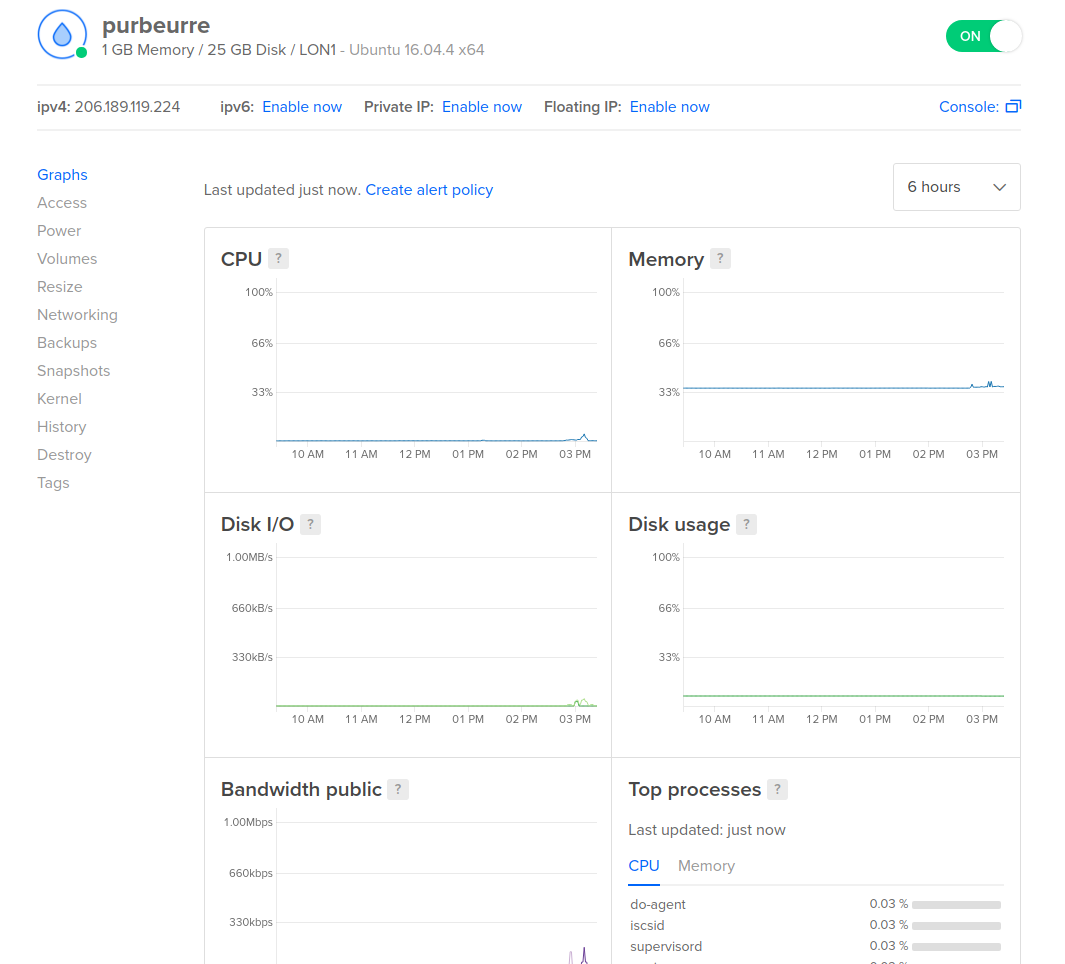 purbeurre
1 GB Memory / 25 GB Disk / LON1 - Ubuntu 16.04.4 x64
ON
ipv4: 206.189.119.224 ipv6: Enable now Private IP: Enable now Floating IP: Enable now Console:
Graphs
Access
Power
Volumes
Resize
Networking
Backups
Snapshots
Kernel
History
Destroy
Tags
Last updated just now. Create alert policy
6 hours
CPU ?
100%
66%
33%
10 AM 11 AM 12 PM 01 PM 02 PM 03 PM
Memory ?
100%
66%
33%
10 AM 11 AM 12 PM 01 PM 02 PM 03 PM
Disk I/O ?
1.00MB/s
660kB/s
330kB/s
10 AM 11 AM 12 PM 01 PM 02 PM 03 PM
Disk usage ?
100%
66%
33%
10 AM 11 AM 12 PM 01 PM 02 PM 03 PM
Bandwidth public ?
1.00Mbps
660kbps
330kbps
Top processes ?
Last updated: just now
CPU Memory
do-agent 0.03 %
iscsid 0.03 %
supervisord 0.03 %